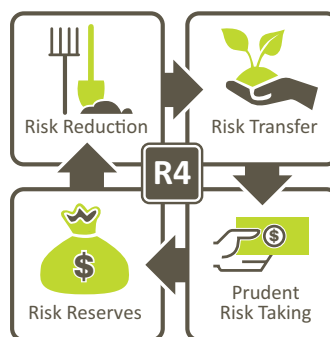 Risk Reduction
Risk Transfer
R4
$
$
Risk Reserves
Prudent
Risk Taking